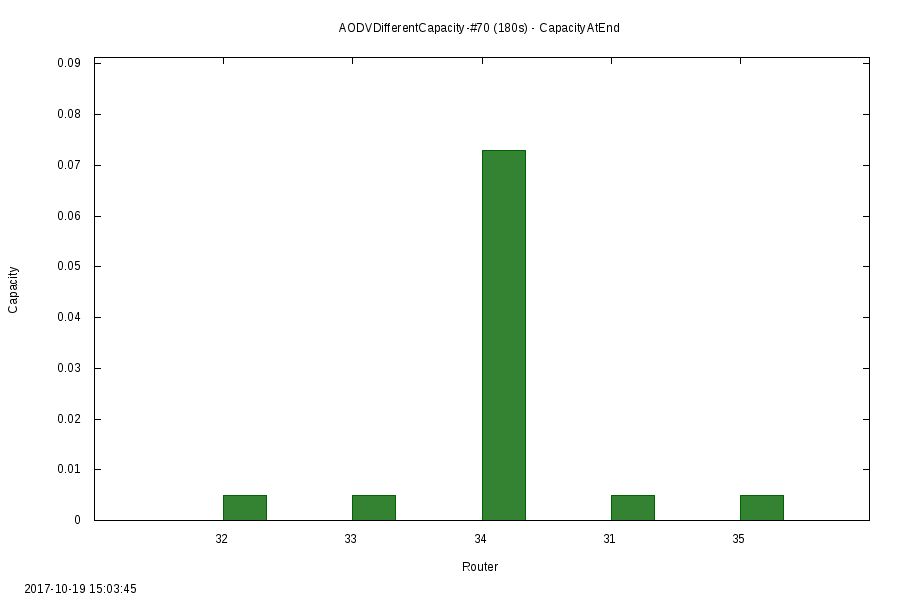 AODVDifferentCapacity-#70 (180s) - CapacityAtEnd
0.09
0.08
0.07
0.06
0.05
0.04
0.03
0.02
0.01
0
Capacity
32 33 34 31 35
Router
2017-10-19 15:03:45